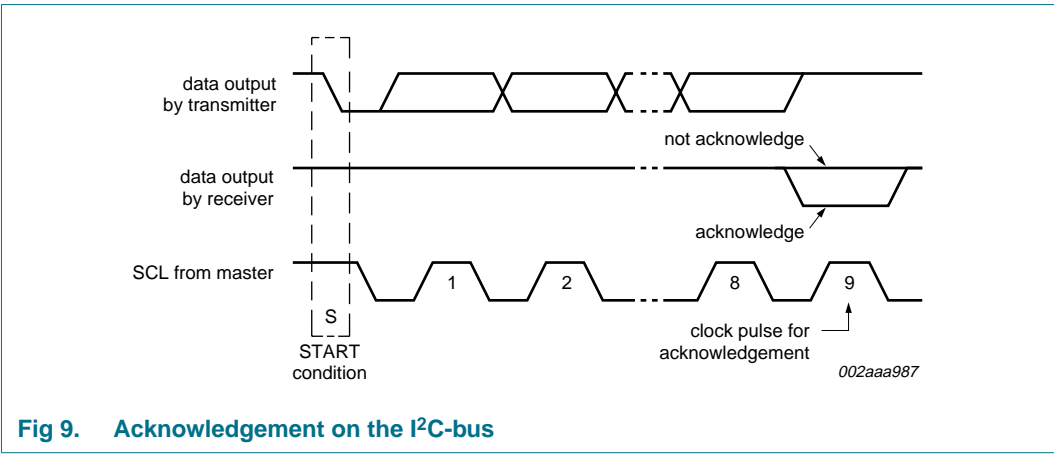 data output
by transmitter
not acknowledge
data output
by receiver
acknowledge
SCL from master
1
2
8
9
S
START
condition
clock pulse for
acknowledgement
002aaa987
Fig 9. Acknowledgement on the I²C-bus